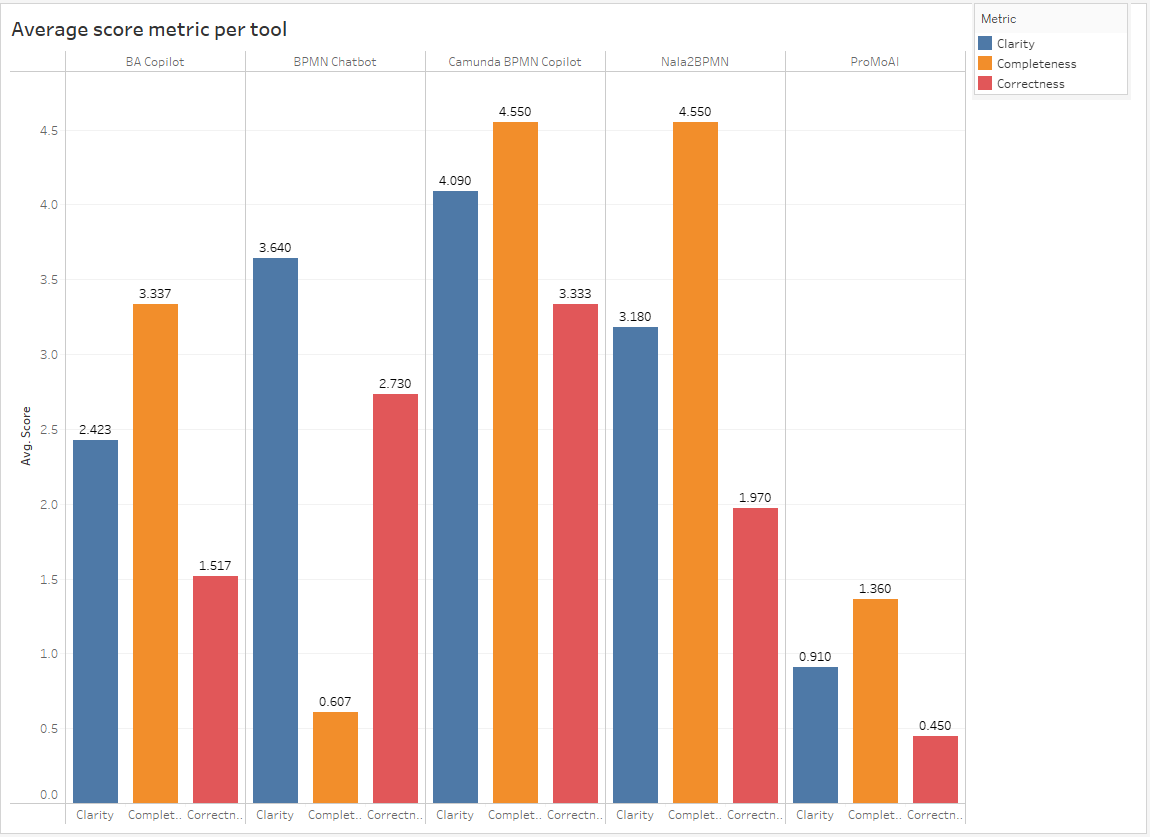 Average score metric per tool
Metric
Clarity
Completeness
Correctness
BA Copilot BPMN Chatbot Camunda BPMN Copilot Nala2BPMN ProMoAI
Avg. Score
4.5
4.0
3.5
3.0
2.5
2.0
1.5
1.0
0.5
0.0
2.423 3.337 1.517
3.640 0.607 2.730
4.090 4.550 3.333
3.180 4.550 1.970
0.910 1.360 0.450
Clarity Complet.. Correctn.. Clarity Complet.. Correctn.. Clarity Complet.. Correctn.. Clarity Complet.. Correctn.. Clarity Complet.. Correctn..